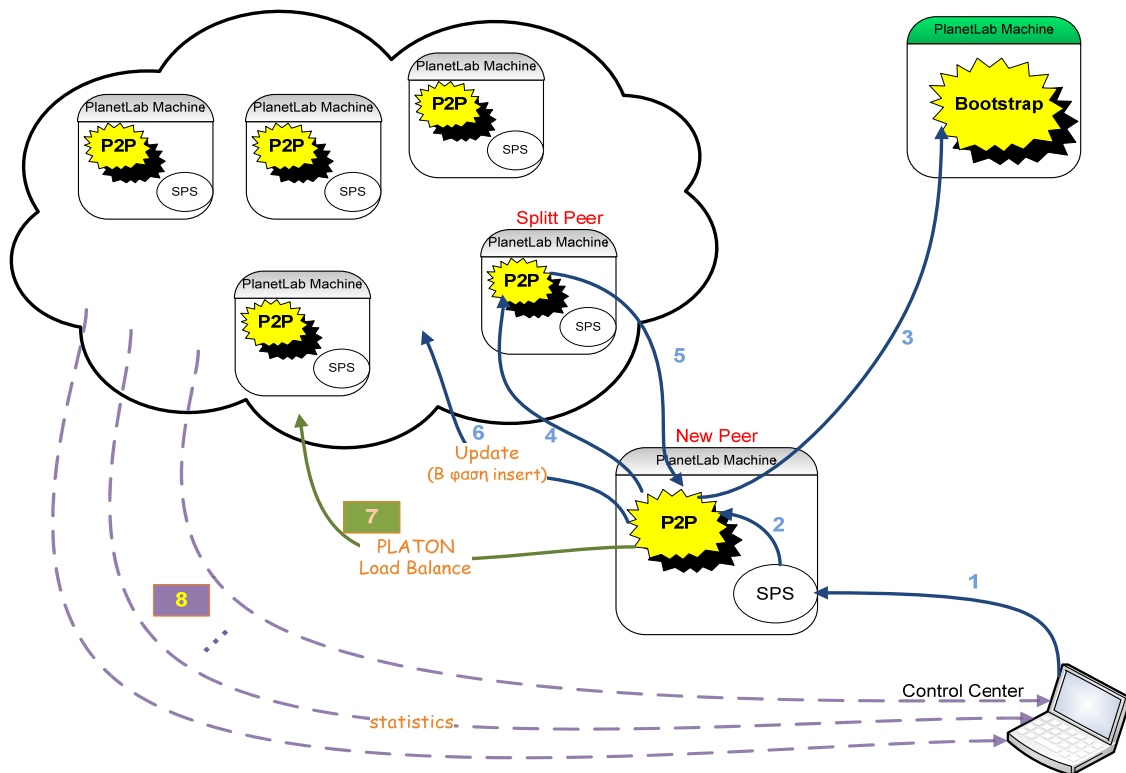 PlanetLab Machine
Bootstrap
PlanetLab Machine
P2P
SPS
PlanetLab Machine
P2P
SPS
PlanetLab Machine
P2P
SPS
Splitt Peer
PlanetLab Machine
P2P
SPS
PlanetLab Machine
P2P
SPS
3
5
6
4
Update
(Β φαση insert)
New Peer
PlanetLab Machine
P2P
2
SPS
7
PLATON
Load Balance
1
8
Control Center
statistics